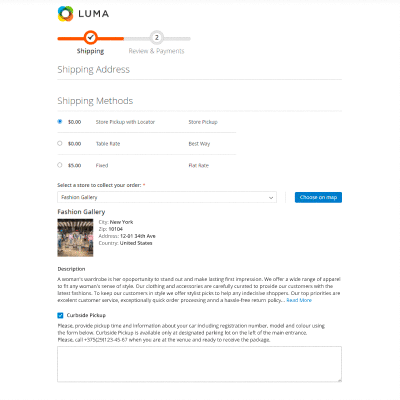 LUMA
2
Shipping
Review & Payments
Shipping Address
Shipping Methods
$0.00 Store Pickup with Locator Store Pickup
$0.00 Table Rate Best Way
$5.00 Fixed Flat Rate
Select a store to collect your order: *
Fashion Gallery
Choose on map
Fashion Gallery
City: New York
Zip: 10104
Address: 12-01 34th Ave
Country: United States
Description
A woman's wardrobe is her opportunity to stand out and make lasting first impression. We offer a wide range of apparel
to fit any woman's sense of style. Our clothing and accessories are carefully curated to provide our customers with the
latest fashions. To keep our customers in style we offer stylist picks to help any indecisive shoppers. Our top priorities are
excelent customer service, exceptionally quick order processing and a hassle-free return policy... Read More
Curbside Pickup
Please, provide pickup time and information about your car including registration number, model and colour using
the form below. Curbside Pickup is available only at designated parking lot on the left of the main entrance.
Please, call +375(29)123-45-67 when you are at the venue and ready to receive the package.